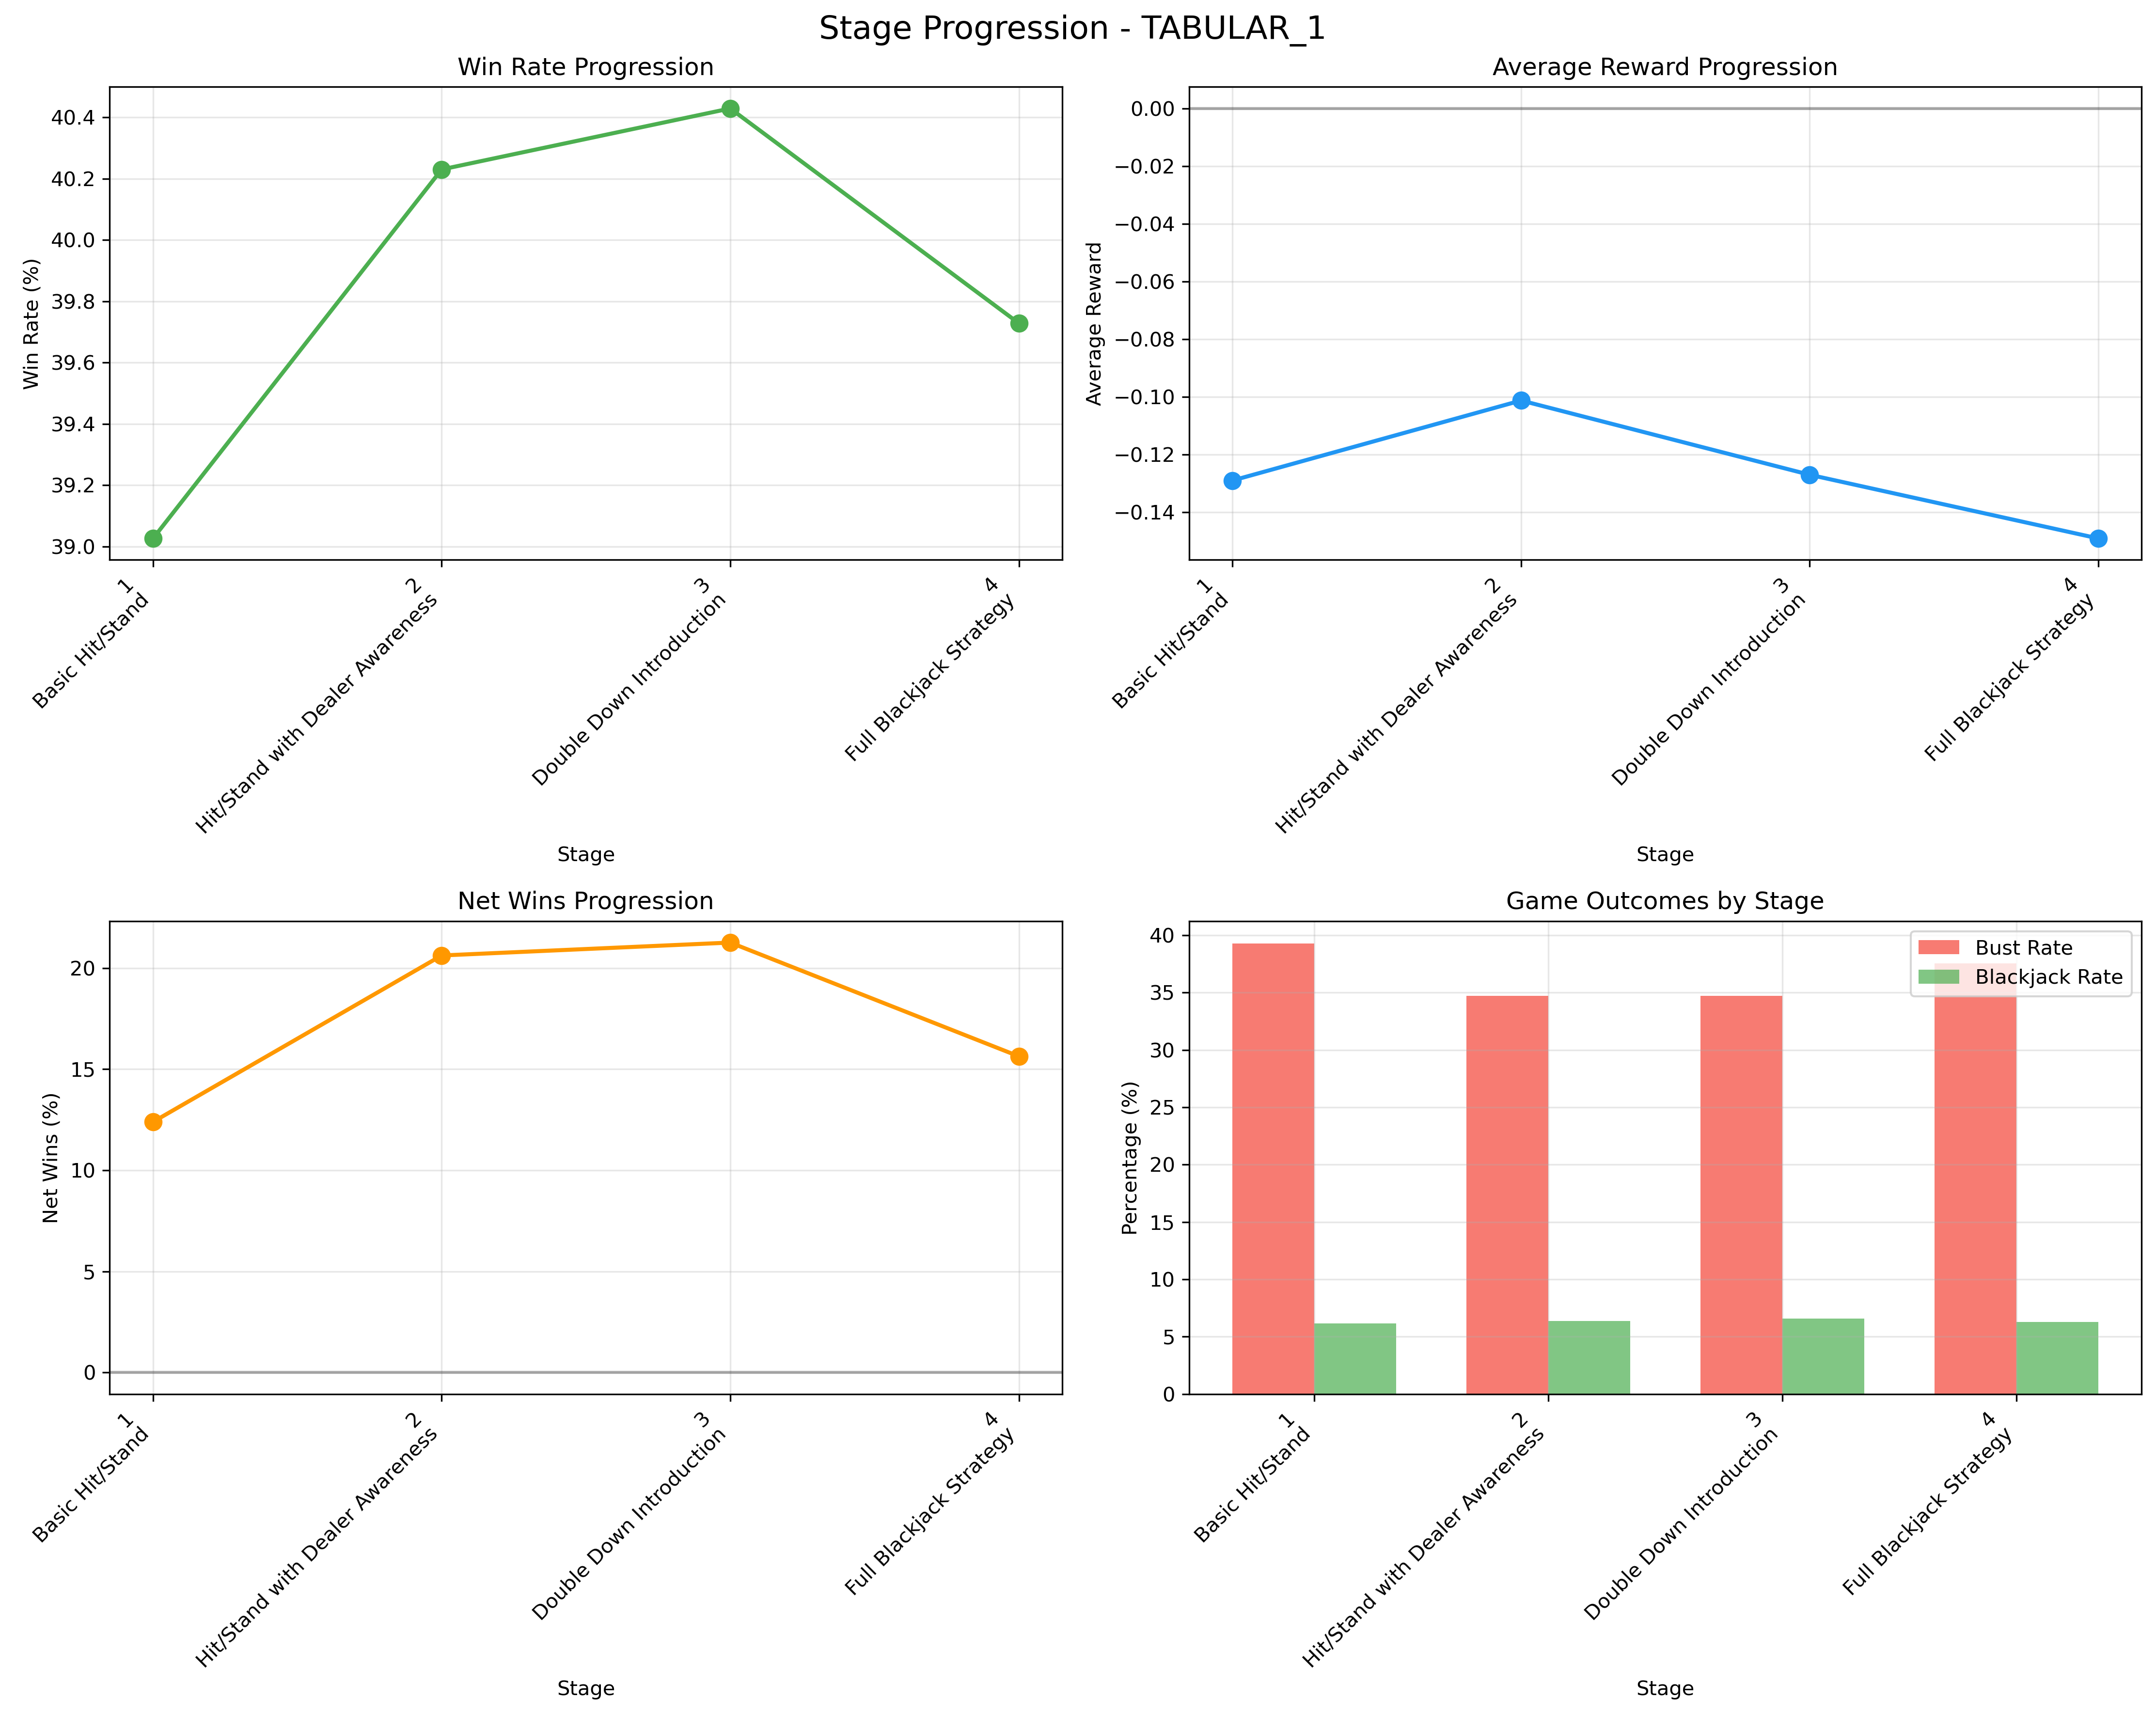 Stage Progression - TABULAR_1
Win Rate Progression
Win Rate (%)
40.4
40.2
40.0
39.8
39.6
39.4
39.2
39.0
1
Basic Hit/Stand
2
Hit/Stand with Dealer Awareness
3
Double Down Introduction
4
Full Blackjack Strategy
Stage
Average Reward Progression
Average Reward
0.00
−0.02
−0.04
−0.06
−0.08
−0.10
−0.12
−0.14
1
Basic Hit/Stand
2
Hit/Stand with Dealer Awareness
3
Double Down Introduction
4
Full Blackjack Strategy
Stage
Net Wins Progression
Net Wins (%)
20
15
10
5
0
1
Basic Hit/Stand
2
Hit/Stand with Dealer Awareness
3
Double Down Introduction
4
Full Blackjack Strategy
Stage
Game Outcomes by Stage
Percentage (%)
40
35
30
25
20
15
10
5
0
Bust Rate
Blackjack Rate
1
Basic Hit/Stand
2
Hit/Stand with Dealer Awareness
3
Double Down Introduction
4
Full Blackjack Strategy
Stage